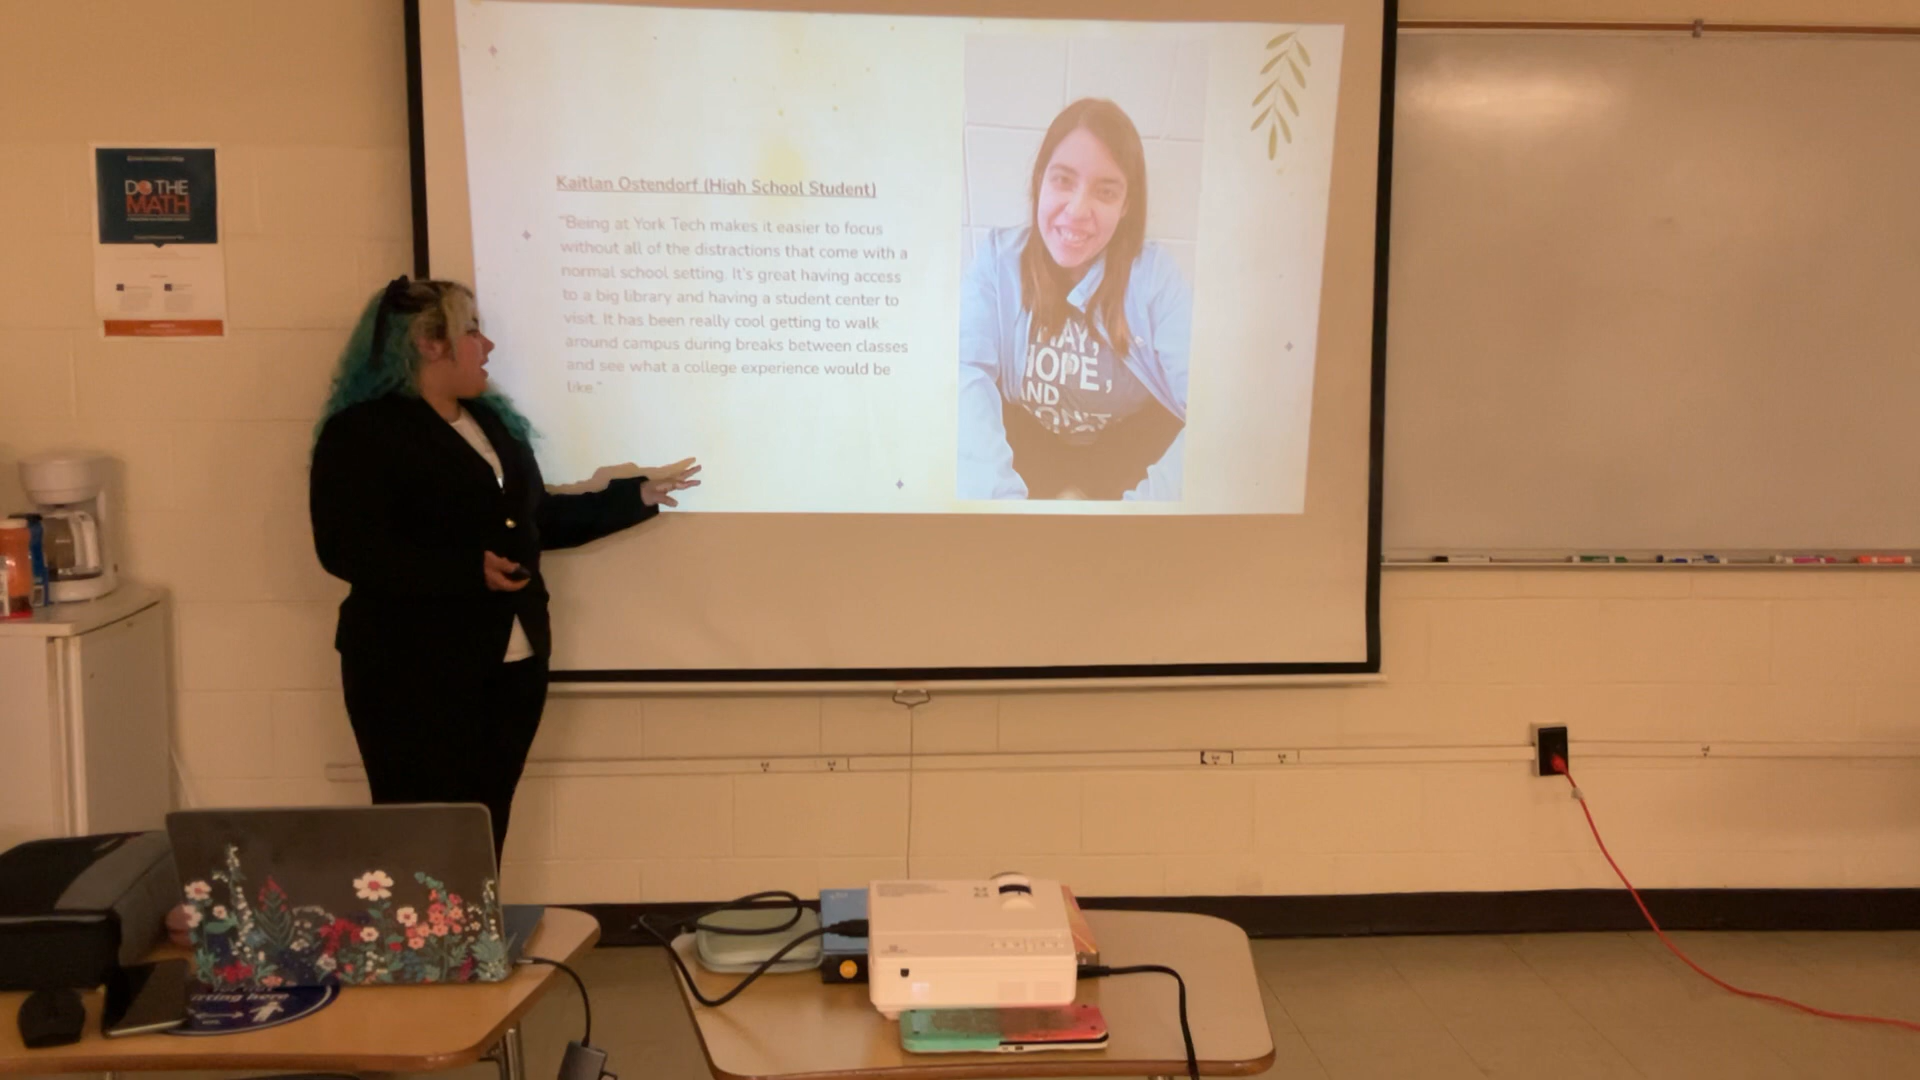 DO THE
MATH
Kaitlan Ostendorf (High School Student)
"Being at York Tech makes it easier to focus
without all of the distractions that come with a
normal school setting. It's great having access
to a big library and having a student center to
visit. It has been really cool getting to walk
around campus during breaks between classes
and see what a college experience would be
like."
HOPE,
AND
DON'T